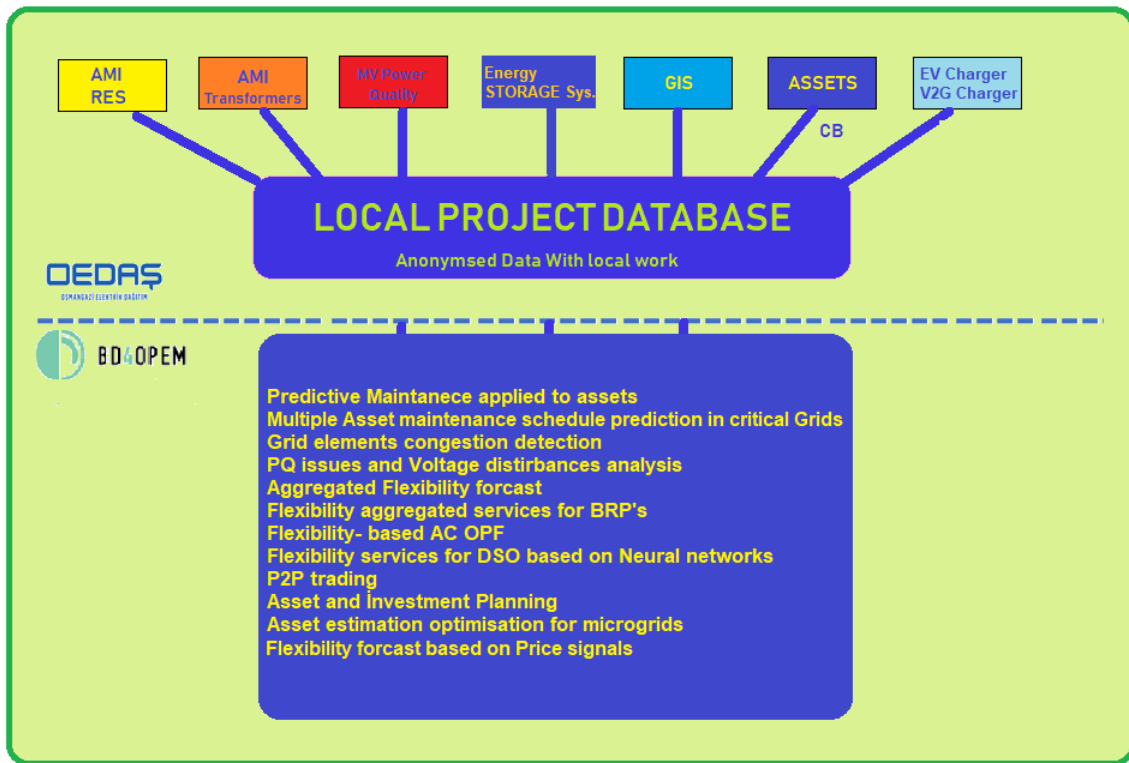 AMI
RES
AMI
Transformers
MV Power
Quality
Energy
STORAGE Sys.
GIS
ASSETS
EV Charger
V2G Charger
CB
LOCAL PROJECT DATABASE
Anonymsed Data With local work
OEDAŞ
OSMANGAZİ ELEKTRİK DAĞITIM
BD4OPEM
Predictive Maintanece applied to assets
Multiple Asset maintenance schedule prediction in critical Grids
Grid elements congestion detection
PQ issues and Voltage distirbances analysis
Aggregated Flexibility forcast
Flexibility aggregated services for BRP's
Flexibility- based AC OPF
Flexibility services for DSO based on Neural networks
P2P trading
Asset and İnvestment Planning
Asset estimation optimisation for microgrids
Flexibility forcast based on Price signals